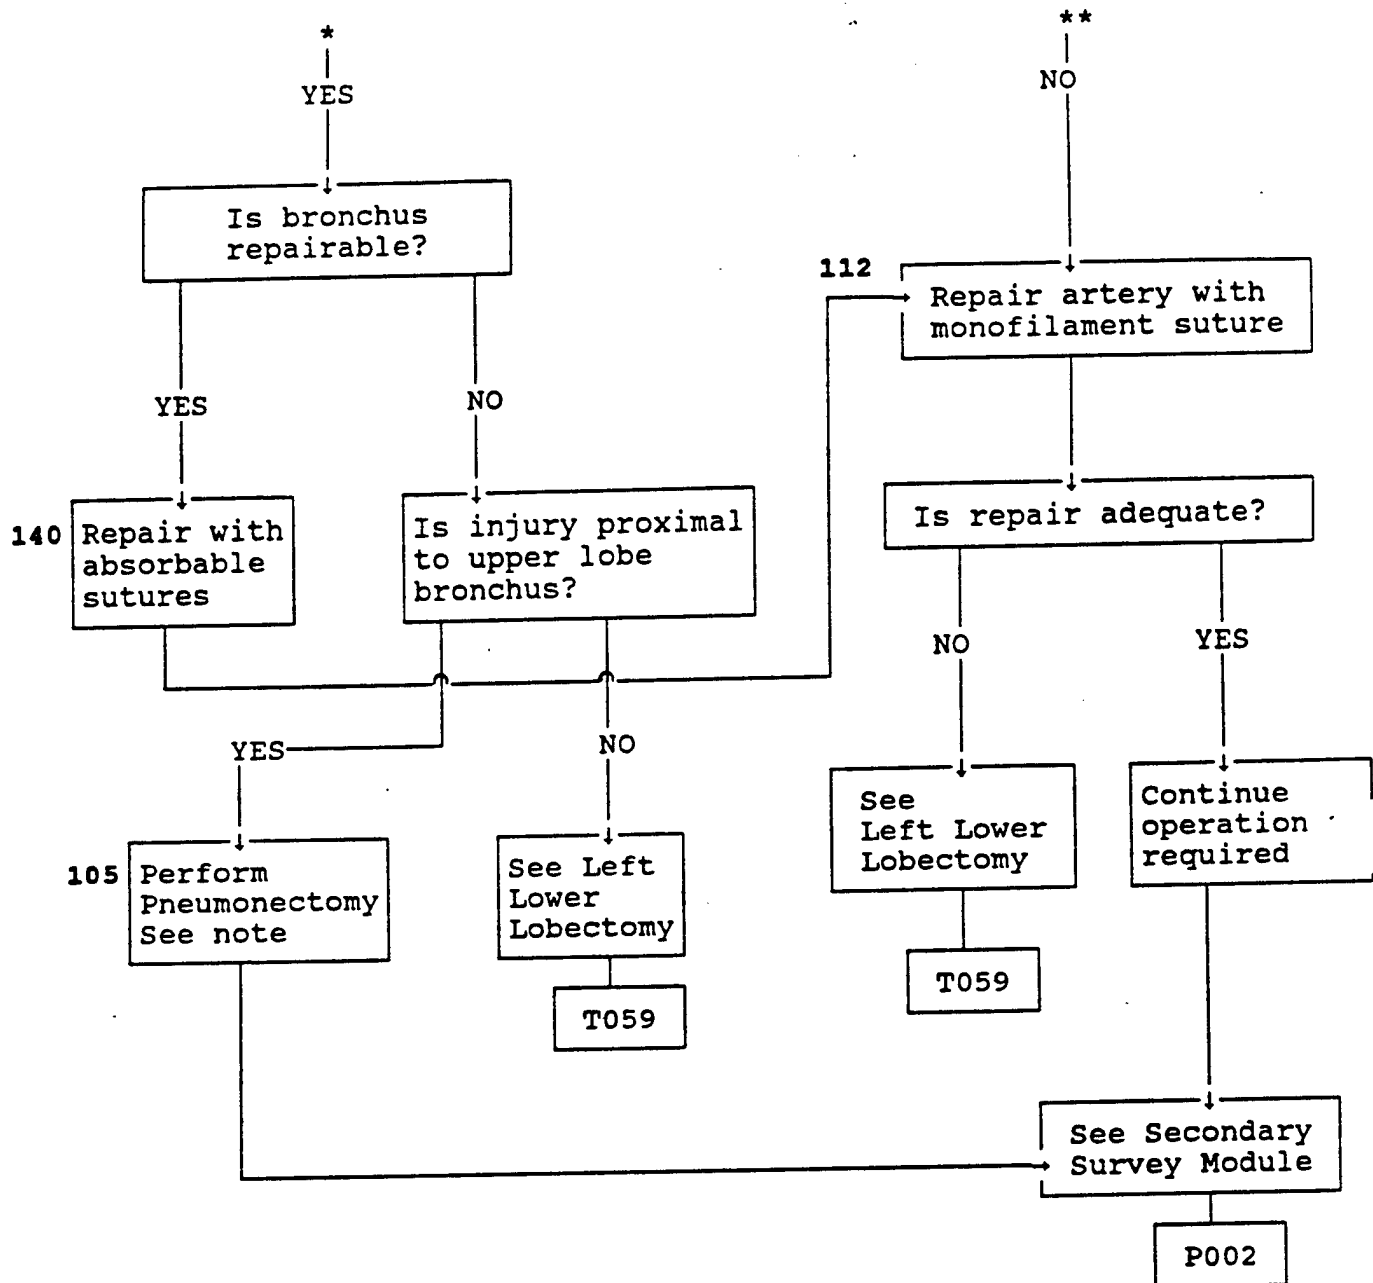 *
YES
Is bronchus
repairable?
YES
NO
140
Repair with
absorbable
sutures
Is injury proximal
to upper lobe
bronchus?
YES
NO
105
Perform
Pneumonectomy
See note
See Left
Lower
Lobectomy
T059
**
NO
112
Repair artery with
monofilament suture
Is repair adequate?
NO
YES
See
Left Lower
Lobectomy
T059
Continue
operation
required
See Secondary
Survey Module
P002